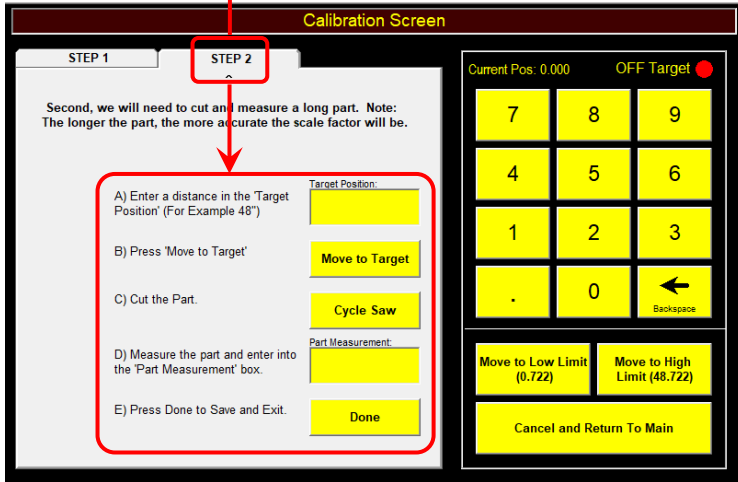 Calibration Screen
STEP 1
STEP 2
Second, we will need to cut and measure a long part. Note:
The longer the part, the more accurate the scale factor will be.
A) Enter a distance in the 'Target
Position' (For Example 48")
Target Position:
B) Press 'Move to Target'
Move to Target
C) Cut the Part.
Cycle Saw
D) Measure the part and enter into
the 'Part Measurement' box.
Part Measurement:
E) Press Done to Save and Exit.
Done
Current Pos: 0.000
OFF Target
7
8
9
4
5
6
1
2
3
.
0
Backspace
Move to Low Limit
(0.722)
Move to High
Limit (48.722)
Cancel and Return To Main